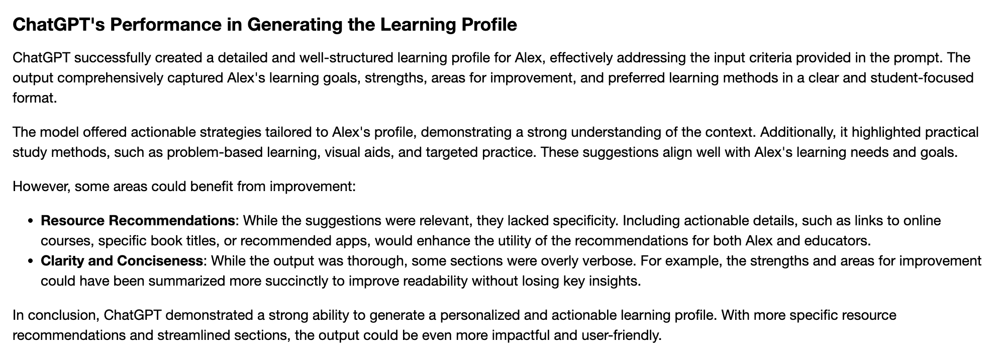 ChatGPT's Performance in Generating the Learning Profile
ChatGPT successfully created a detailed and well-structured learning profile for Alex, effectively addressing the input criteria provided in the prompt. The
output comprehensively captured Alex's learning goals, strengths, areas for improvement, and preferred learning methods in a clear and student-focused
format.
The model offered actionable strategies tailored to Alex's profile, demonstrating a strong understanding of the context. Additionally, it highlighted practical
study methods, such as problem-based learning, visual aids, and targeted practice. These suggestions align well with Alex's learning needs and goals.
However, some areas could benefit from improvement:
• Resource Recommendations: While the suggestions were relevant, they lacked specificity. Including actionable details, such as links to online
courses, specific book titles, or recommended apps, would enhance the utility of the recommendations for both Alex and educators.
• Clarity and Conciseness: While the output was thorough, some sections were overly verbose. For example, the strengths and areas for improvement
could have been summarized more succinctly to improve readability without losing key insights.
In conclusion, ChatGPT demonstrated a strong ability to generate a personalized and actionable learning profile. With more specific resource
recommendations and streamlined sections, the output could be even more impactful and user-friendly.